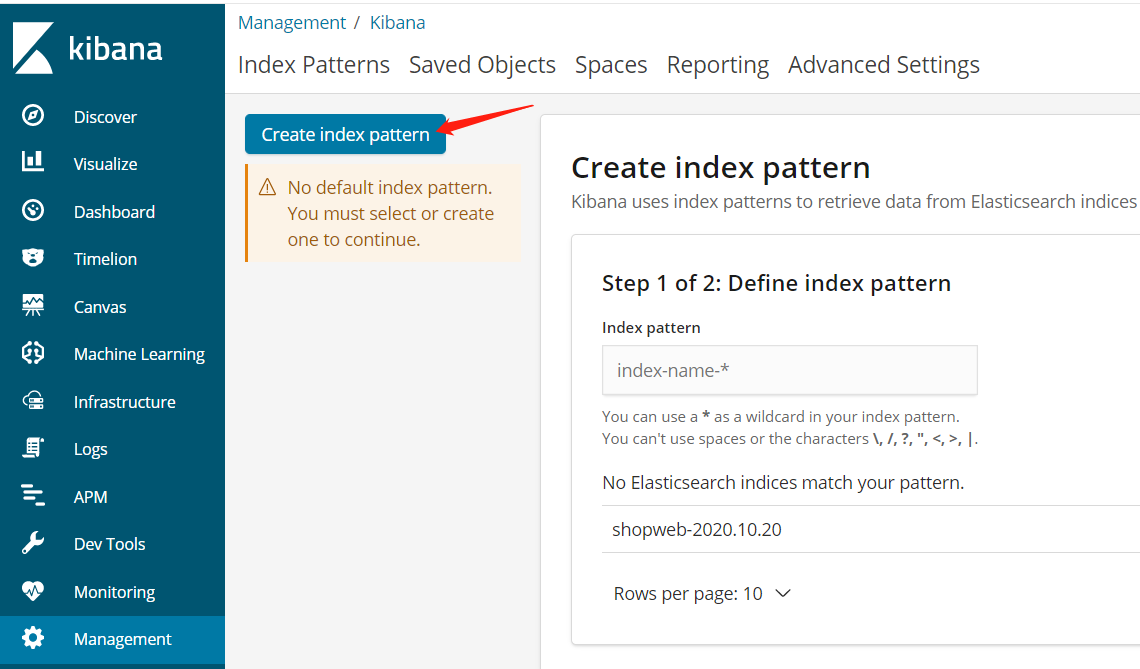 kibana
Discover
Visualize
Dashboard
Timelion
Canvas
Machine Learning
Infrastructure
Logs
APM
Dev Tools
Monitoring
Management
Management / Kibana
Index Patterns Saved Objects Spaces Reporting Advanced Settings
Create index pattern
No default index pattern.
You must select or create
one to continue.
Create index pattern
Kibana uses index patterns to retrieve data from Elasticsearch indices
Step 1 of 2: Define index pattern
Index pattern
index-name-*
You can use a * as a wildcard in your index pattern.
You can't use spaces or the characters \, /, ?, ", <, >, |.
No Elasticsearch indices match your pattern.
shopweb-2020.10.20
Rows per page: 10